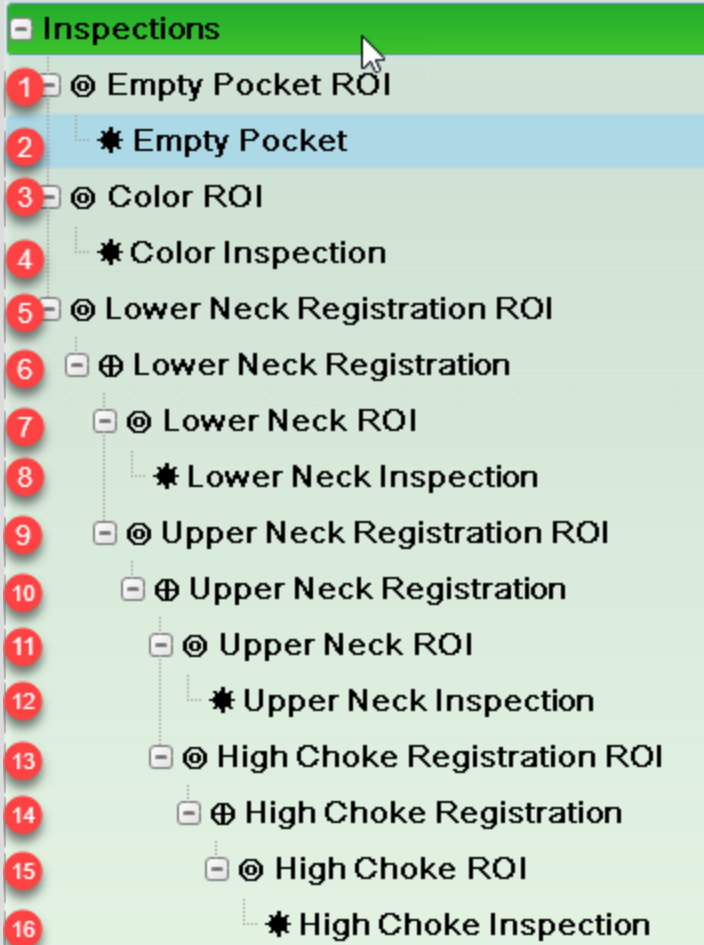 Inspections
1 Empty Pocket ROI
2 Empty Pocket
3 Color ROI
4 Color Inspection
5 Lower Neck Registration ROI
6 Lower Neck Registration
7 Lower Neck ROI
8 Lower Neck Inspection
9 Upper Neck Registration ROI
10 Upper Neck Registration
11 Upper Neck ROI
12 Upper Neck Inspection
13 High Choke Registration ROI
14 High Choke Registration
15 High Choke ROI
16 High Choke Inspection